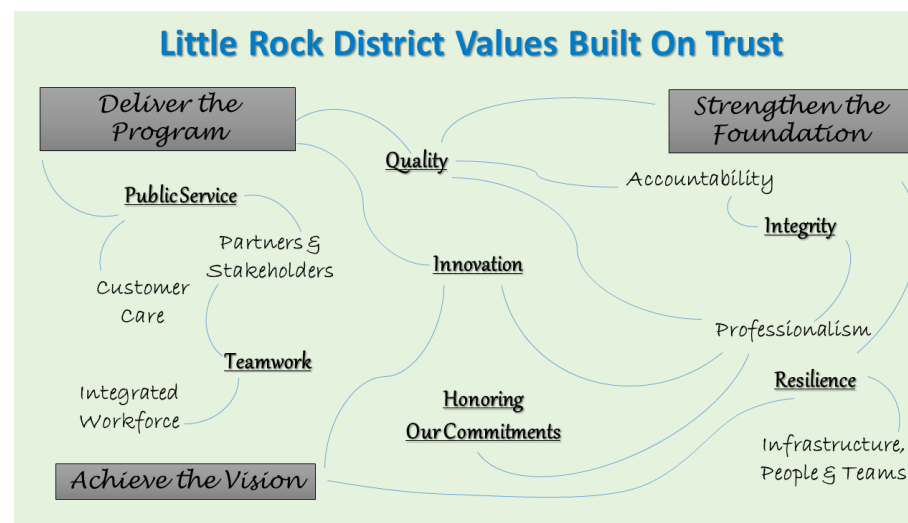 Little Rock District Values Built On Trust
Deliver the
Program
Strengthen the
Foundation
Quality
Accountability
Public Service
Integrity
Partners &
Stakeholders
Innovation
Customer
Care
Professionalism
Teamwork
Resilience
Integrated
Workforce
Honoring
Our Commitments
Infrastructure,
People & Teams
Achieve the Vision